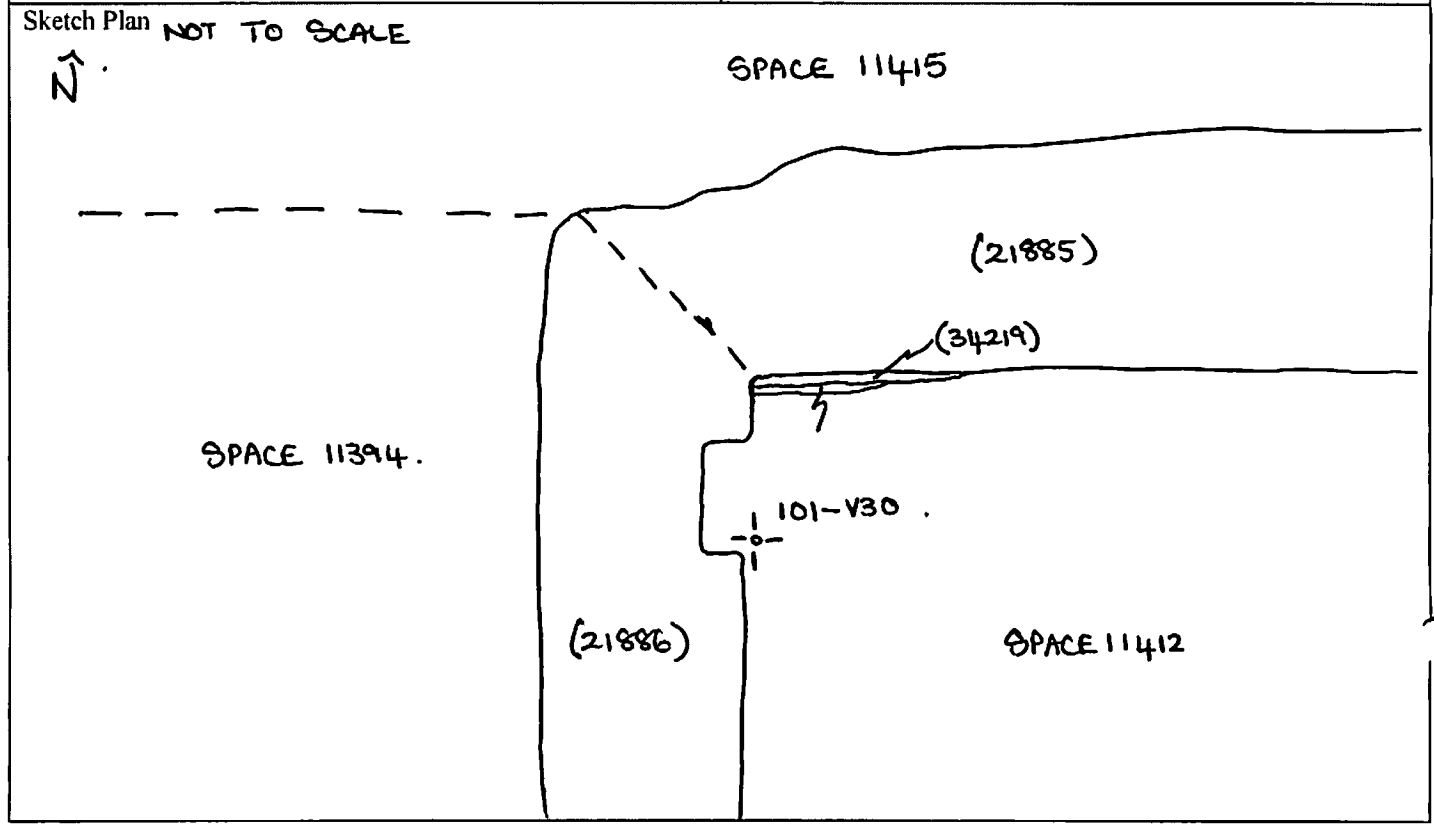 Sketch Plan NOT TO SCALE
N
SPACE 11415
(21885)
(34219)
SPACE 11394.
101-V30.
(21886)
SPACE 11412